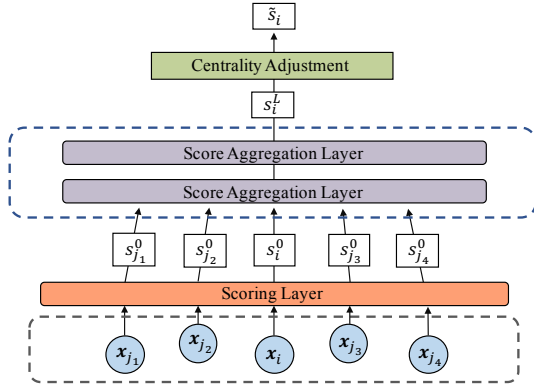 s̃_i
Centrality Adjustment
s_i^L
Score Aggregation Layer
Score Aggregation Layer
s_{j_1}^0 s_{j_2}^0 s_i^0 s_{j_3}^0 s_{j_4}^0
Scoring Layer
x_{j_1} x_{j_2} x_i x_{j_3} x_{j_4}